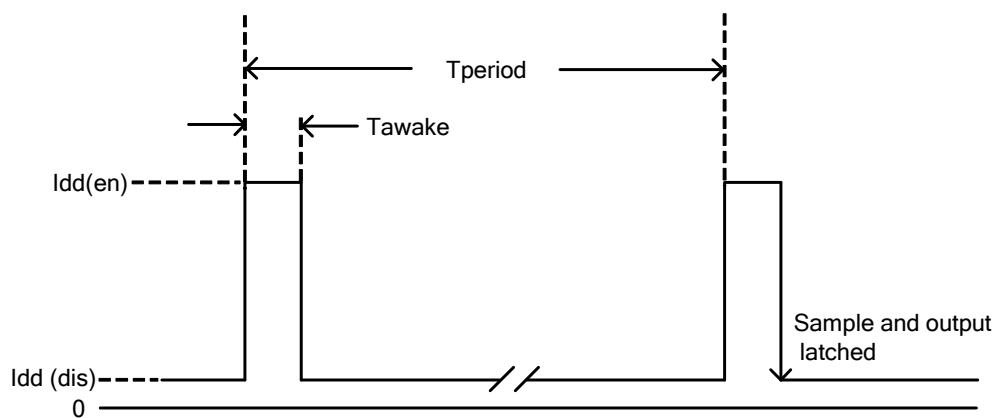 Tperiod
Tawake
Idd(en)
Sample and output
latched
Idd (dis)
0